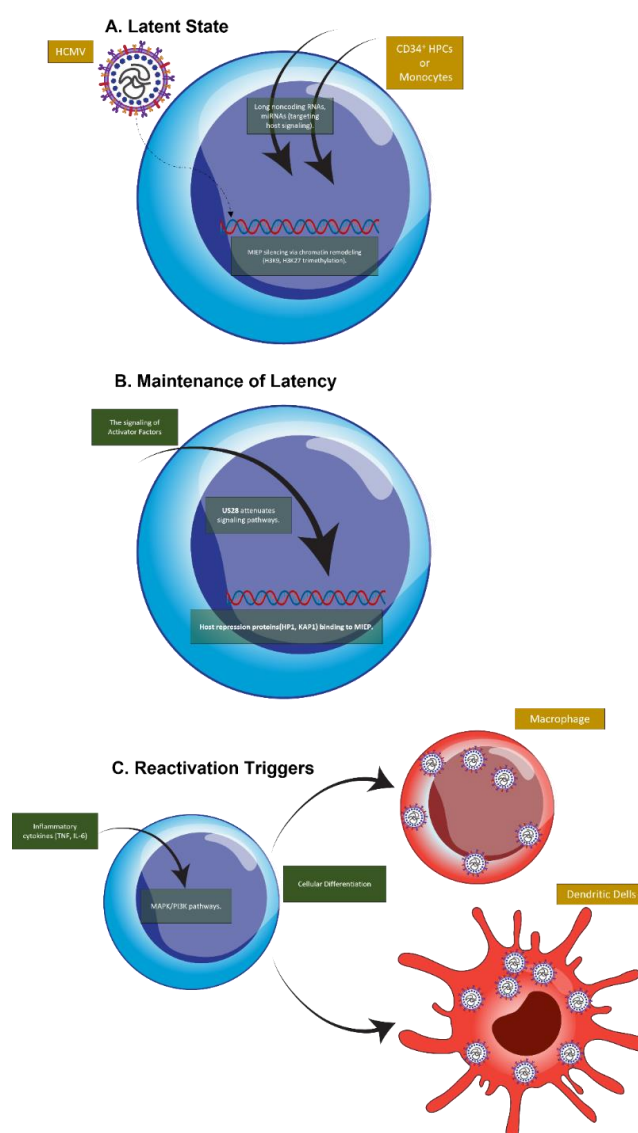 A. Latent State
HCMV
CD34⁺ HPCs
or
Monocytes
Long noncoding RNAs,
miRNAs (targeting
host signaling).
MIEP silencing via chromatin remodeling
(H3K9, H3K27 trimethylation).
B. Maintenance of Latency
The signaling of
Activator Factors
US28 attenuates
signaling pathways.
Host repression proteins(HP1, KAP1) binding to MIEP.
Macrophage
C. Reactivation Triggers
Inflammatory
cytokines (TNF, IL-6)
MAPK/PI3K pathways.
Cellular Differentiation
Dendritic Dells